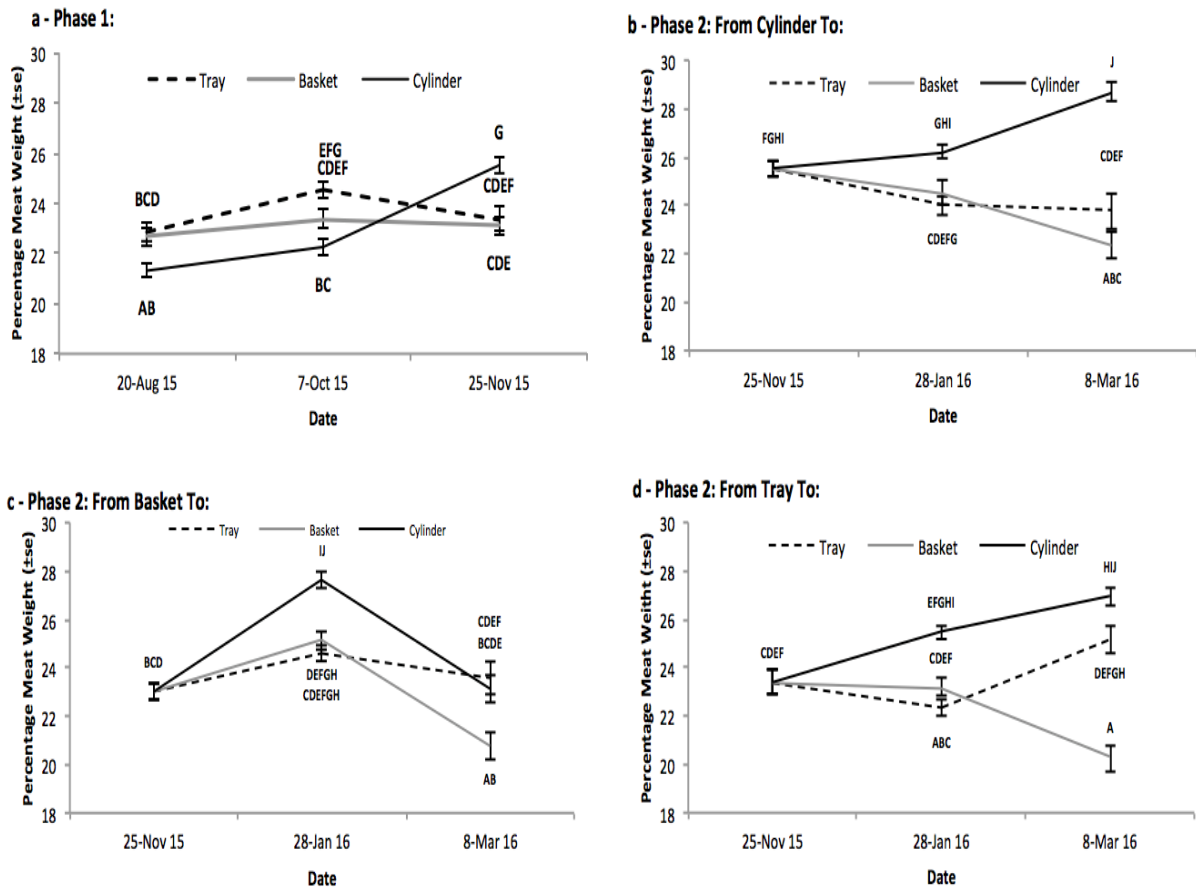 a - Phase 1:
Percentage Meat Weight (±se)
30
28
26
24
22
20
18
Tray Basket Cylinder
BCD
AB
EFG
CDEF
BC
G
CDEF
CDE
20-Aug 15 7-Oct 15 25-Nov 15
Date
b - Phase 2: From Cylinder To:
Percentage Meat Weight (±se)
30
28
26
24
22
20
18
Tray Basket Cylinder
FGHI
GHI
CDEFG
J
CDEF
ABC
25-Nov 15 28-Jan 16 8-Mar 16
Date
c - Phase 2: From Basket To:
Percentage Meat Weight (±se)
30
28
26
24
22
20
18
Tray Basket Cylinder
BCD
IJ
DEFGH
CDEFGH
CDEF
BCDE
AB
25-Nov 15 28-Jan 16 8-Mar 16
Date
d - Phase 2: From Tray To:
Percentage Meat Weitht (±se)
30
28
26
24
22
20
18
Tray Basket Cylinder
CDEF
EFGHI
CDEF
ABC
HIJ
DEFGH
A
25-Nov 15 28-Jan 16 8-Mar 16
Date